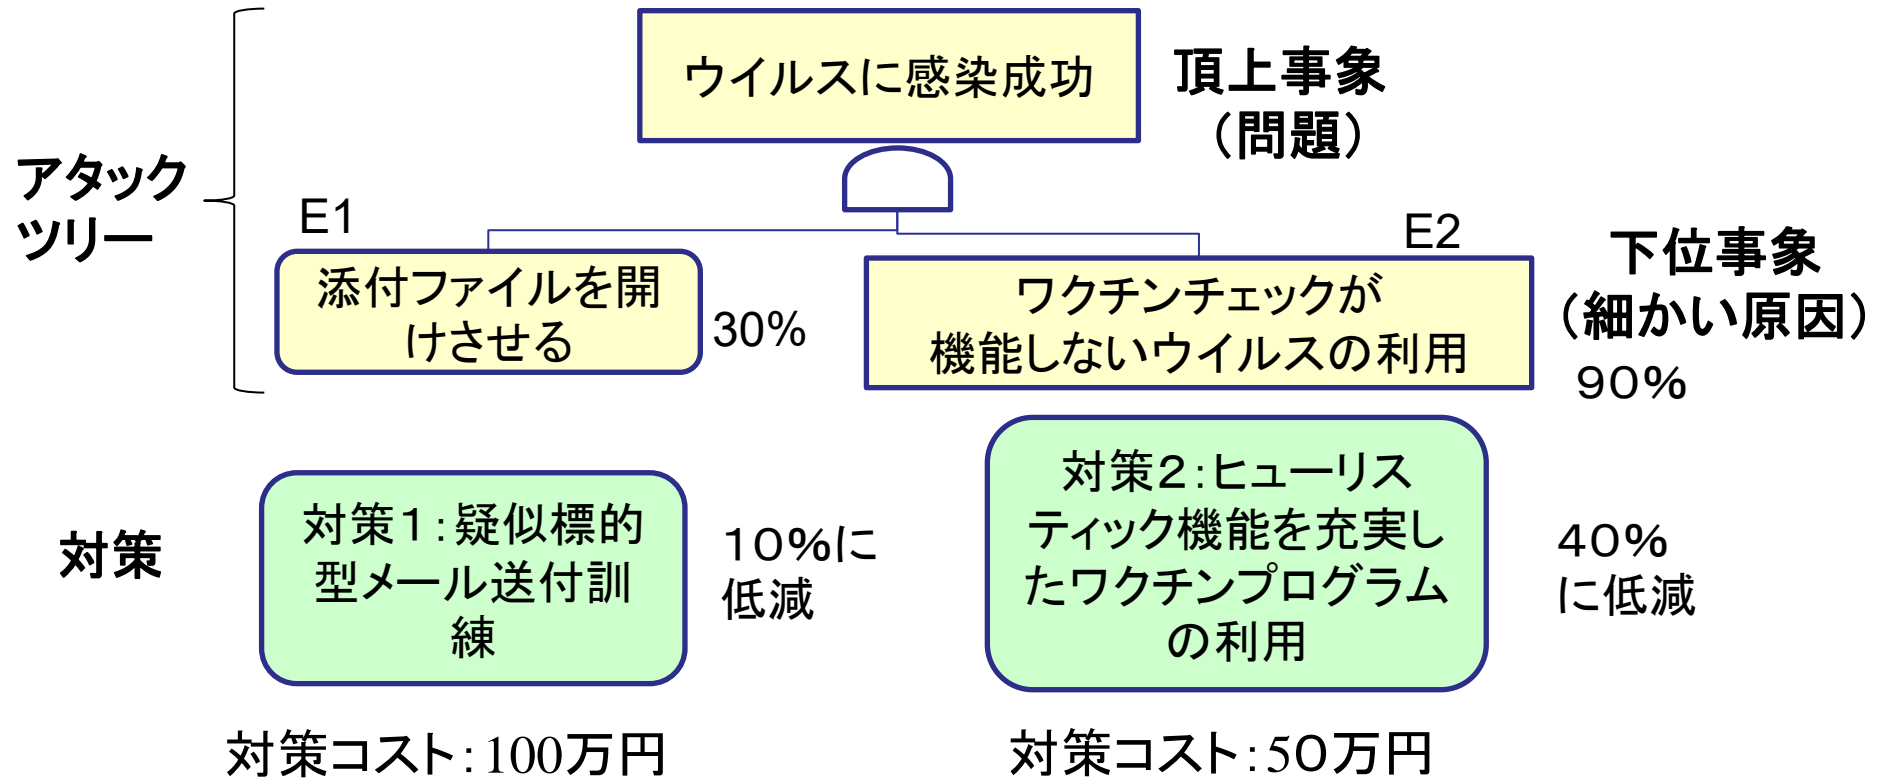 ウイルスに感染成功
頂上事象
（問題）
アタック
ツリー
E1
E2
添付ファイルを開
けさせる
30%
ワクチンチェックが
機能しないウイルスの利用
下位事象
（細かい原因）
９０％
対策
対策１：疑似標的
型メール送付訓
練
１０％に
低減
対策２：ヒューリス
ティック機能を充実し
たワクチンプログラム
の利用
４０％
に低減
対策コスト：100万円
対策コスト：5０万円